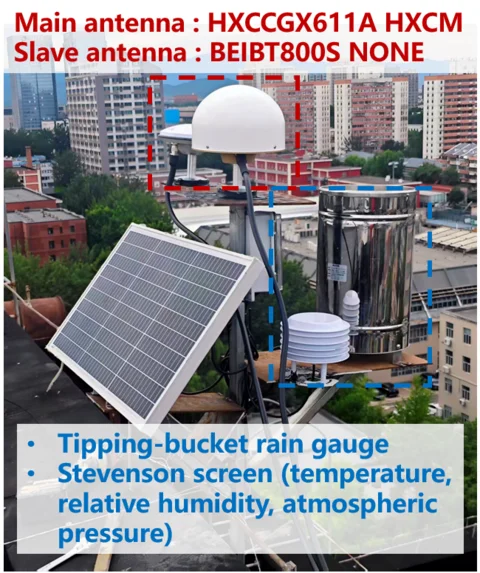 Main antenna : HXCCGX611A HXCM
Slave antenna : BEIBT800S NONE
• Tipping-bucket rain gauge
• Stevenson screen (temperature,
relative humidity, atmospheric
pressure)